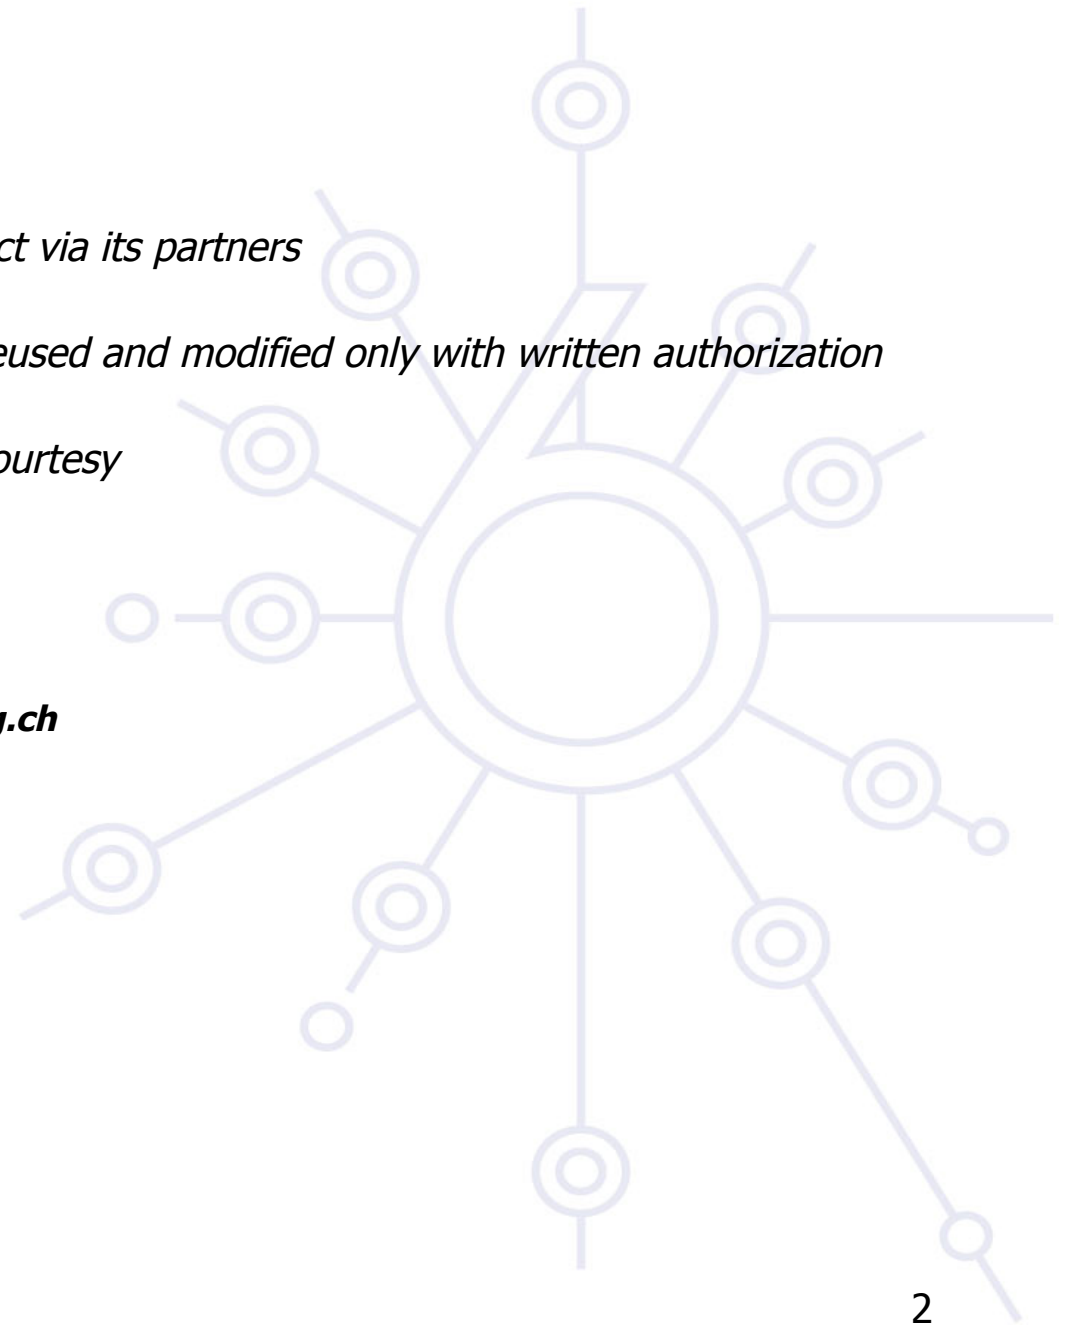 ct via its partners
eused and modified only with written authorization
ourtesy
g.ch
2